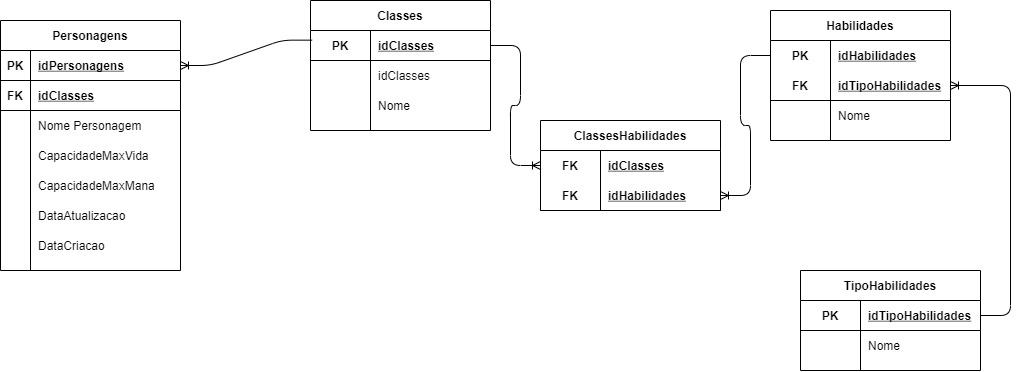 Personagens
PK idPersonagens
FK idClasses
Nome Personagem
CapacidadeMaxVida
CapacidadeMaxMana
DataAtualizacao
DataCriacao
Classes
PK idClasses
idClasses
Nome
ClassesHabilidades
FK idClasses
FK idHabilidades
Habilidades
PK idHabilidades
FK idTipoHabilidades
Nome
TipoHabilidades
PK idTipoHabilidades
Nome